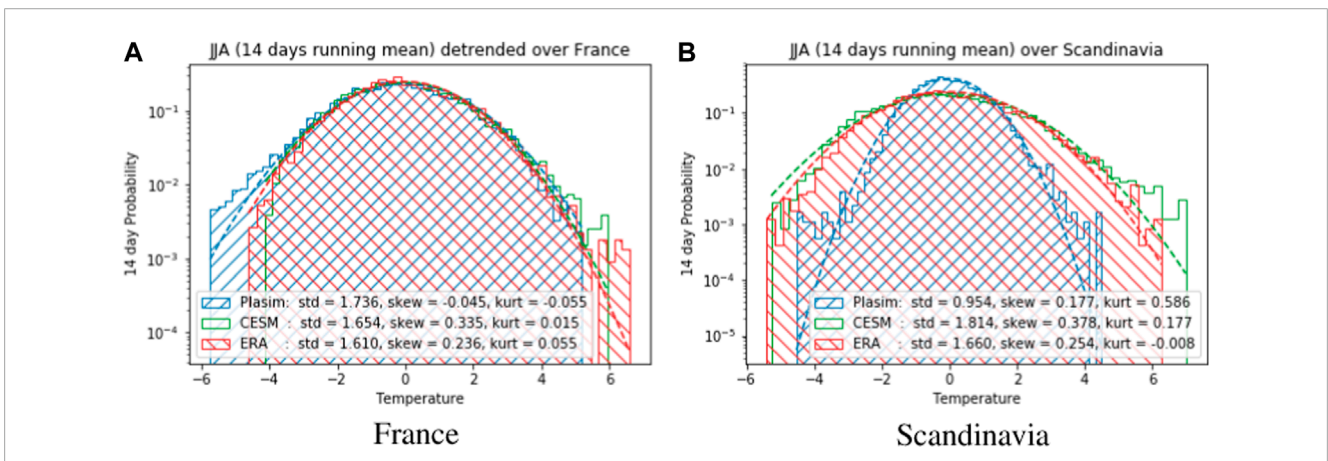 A
JJA (14 days running mean) detrended over France
14 day Probability
10⁻¹
10⁻²
10⁻³
10⁻⁴
Plasim: std = 1.736, skew = -0.045, kurt = -0.055
CESM : std = 1.654, skew = 0.335, kurt = 0.015
ERA : std = 1.610, skew = 0.236, kurt = 0.055
−6 −4 −2 0 2 4 6
Temperature
France
B
JJA (14 days running mean) over Scandinavia
14 day Probability
10⁻¹
10⁻²
10⁻³
10⁻⁴
10⁻⁵
Plasim: std = 0.954, skew = 0.177, kurt = 0.586
CESM : std = 1.814, skew = 0.378, kurt = 0.177
ERA : std = 1.660, skew = 0.254, kurt = -0.008
−6 −4 −2 0 2 4 6
Temperature
Scandinavia